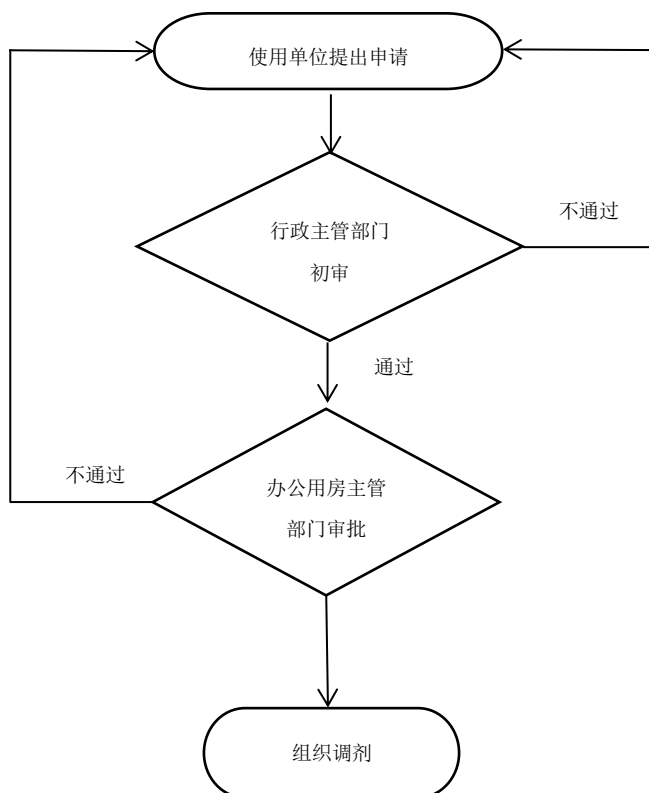 使用单位提出申请
行政主管部门
初审
不通过
通过
不通过
办公用房主管
部门审批
组织调剂